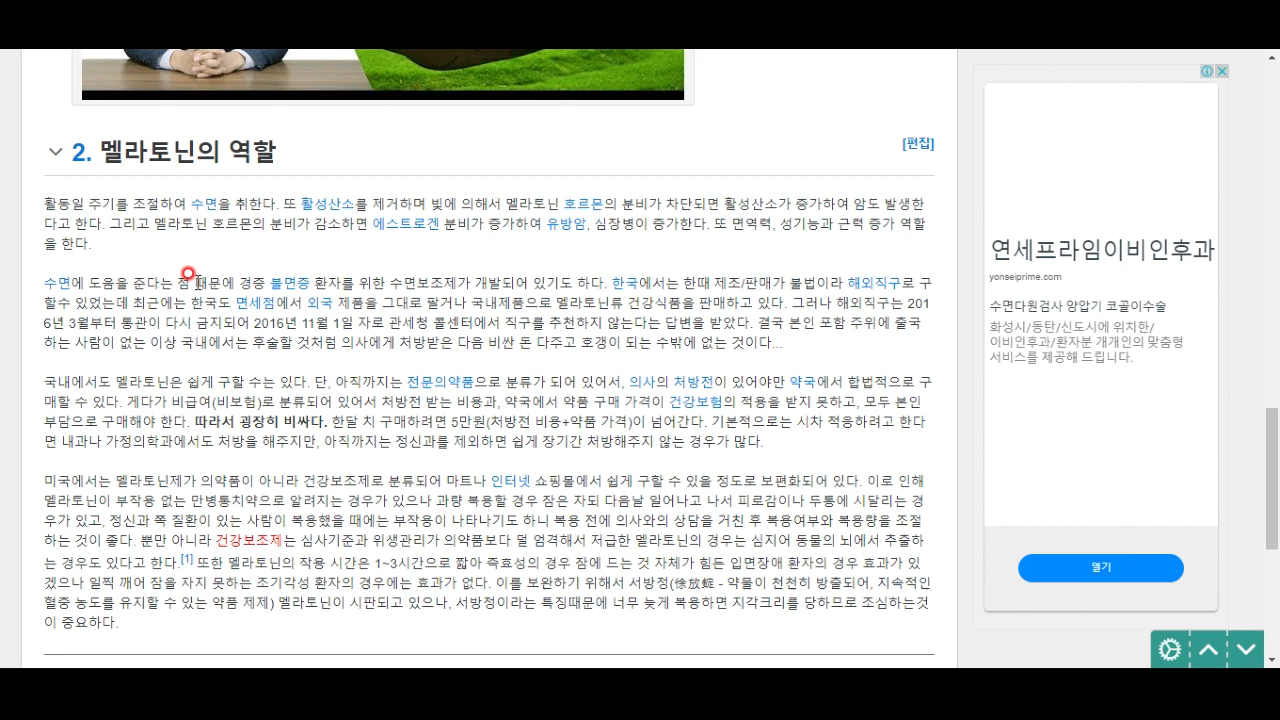 2. 멜라토닌의 역할
[편집]
활동일 주기를 조절하여 수면을 취한다. 또 활성산소를 제거하며 빛에 의해서 멜라토닌 호르몬의 분비가 차단되면 활성산소가 증가하여 암도 발생한
다고 한다. 그리고 멜라토닌 호르몬의 분비가 감소하면 에스트로겐 분비가 증가하여 유방암, 심장병이 증가한다. 또 면역력, 성기능과 근력 증가 역할
을 한다.
수면에 도움을 준다는 점 때문에 경증 불면증 환자를 위한 수면보조제가 개발되어 있기도 하다. 한국에서는 한때 제조/판매가 불법이라 해외직구로 구
할수 있었는데 최근에는 한국도 면세점에서 외국 제품을 그대로 팔거나 국내제품으로 멜라토닌류 건강식품을 판매하고 있다. 그러나 해외직구는 201
6년 3월부터 통관이 다시 금지되어 2016년 11월 1일 자로 관세청 콜센터에서 직구를 추천하지 않는다는 답변을 받았다. 결국 본인 포함 주위에 출국
하는 사람이 없는 이상 국내에서는 후술할 것처럼 의사에게 처방받은 다음 비싼 돈 다주고 호갱이 되는 수밖에 없는 것이다...
국내에서도 멜라토닌은 쉽게 구할 수는 있다. 단, 아직까지는 전문의약품으로 분류가 되어 있어서, 의사의 처방전이 있어야만 약국에서 합법적으로 구
매할 수 있다. 게다가 비급여(비보험)로 분류되어 있어서 처방전 받는 비용과, 약국에서 약품 구매 가격이 건강보험의 적용을 받지 못하고, 모두 본인
부담으로 구매해야 한다. 따라서 굉장히 비싸다. 한달 치 구매하려면 5만원(처방전 비용+약품 가격)이 넘어간다. 기본적으로는 시차 적응하려고 한다
면 내과나 가정의학과에서도 처방을 해주지만, 아직까지는 정신과를 제외하면 쉽게 장기간 처방해주지 않는 경우가 많다.
미국에서는 멜라토닌제가 의약품이 아니라 건강보조제로 분류되어 마트나 인터넷 쇼핑몰에서 쉽게 구할 수 있을 정도로 보편화되어 있다. 이로 인해
멜라토닌이 부작용 없는 만병통치약으로 알려지는 경우가 있으나 과량 복용할 경우 잠은 자되 다음날 일어나고 나서 피로감이나 두통에 시달리는 경
우가 있고, 정신과 쪽 질환이 있는 사람이 복용했을 때에는 부작용이 나타나기도 하니 복용 전에 의사와의 상담을 거친 후 복용여부와 복용량을 조절
하는 것이 좋다. 뿐만 아니라 건강보조제는 심사기준과 위생관리가 의약품보다 덜 엄격해서 저급한 멜라토닌의 경우는 심지어 동물의 뇌에서 추출하
는 경우도 있다고 한다.[1] 또한 멜라토닌의 작용 시간은 1~3시간으로 짧아 즉효성의 경우 잠에 드는 것 자체가 힘든 입면장애 환자의 경우 효과가 있
겠으나 일찍 깨어 잠을 자지 못하는 조기각성 환자의 경우에는 효과가 없다. 이를 보완하기 위해서 서방정(徐放錠 - 약물이 천천히 방출되어, 지속적인
혈중 농도를 유지할 수 있는 약품 제제) 멜라토닌이 시판되고 있으나, 서방정이라는 특징때문에 너무 늦게 복용하면 지각크리를 당하므로 조심하는것
이 중요하다.
연세프라임이비인후과
yonseiprime.com
수면다원검사 양압기 코골이수술
화성시/동탄/신도시에 위치한/
이비인후과/환자분 개개인의 맞춤형
서비스를 제공해 드립니다.
열기